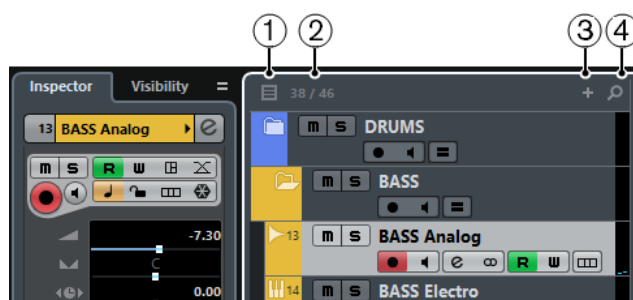 ① ② ③ ④
Inspector Visibility
38 / 46
13 BASS Analog e
m S R W
-7.30
C
0.00
m S DRUMS
m S BASS
13 m S BASS Analog
e R W
14 m S BASS Electro